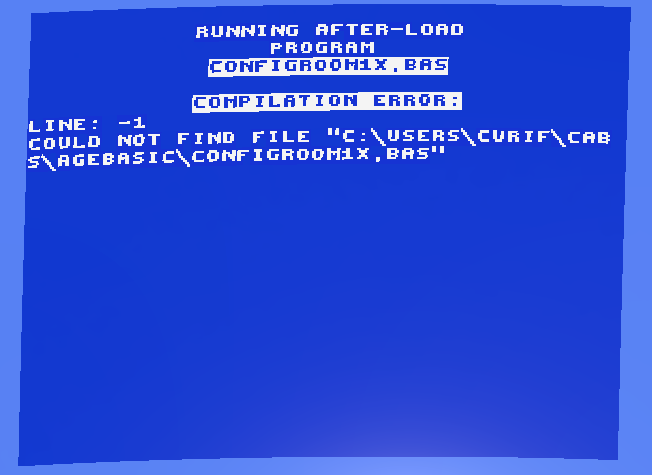 RUNNING AFTER-LOAD
PROGRAM
CONFIGROOM1X.BAS
COMPILATION ERROR:
LINE: -1
COULD NOT FIND FILE "C:\USERS\CURIF\CAB
S\AGEBASIC\CONFIGROOM1X.BAS"